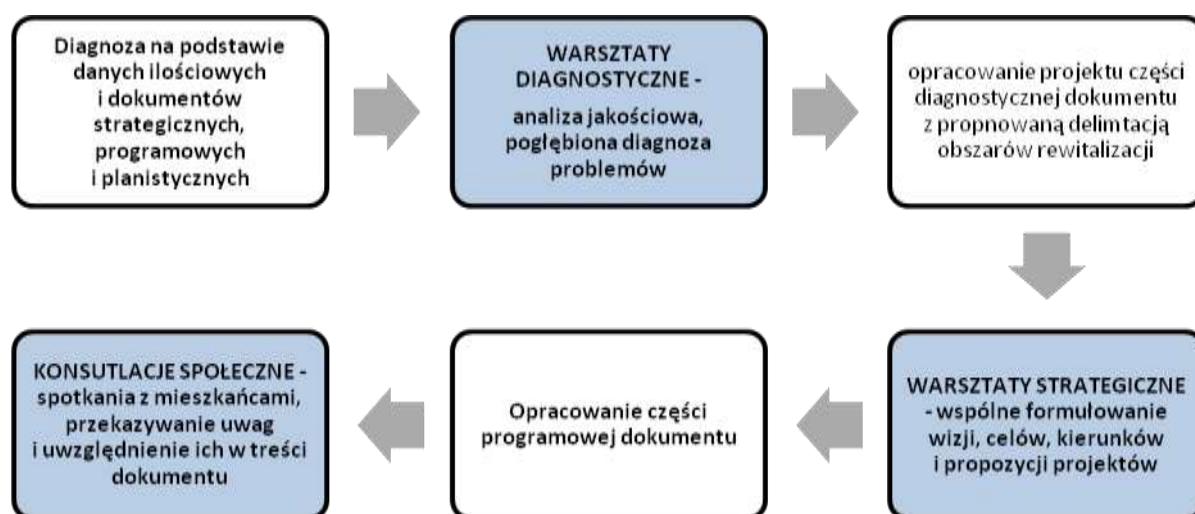 Diagnoza na podstawie
danych ilościowych
i dokumentów
strategicznych,
programowych
i planistycznych
WARSZTATY
DIAGNOSTYCZNE -
analiza jakościowa,
pogłębiona diagnoza
problemów
opracowanie projektu części
diagnostycznej dokumentu
z propnowaną delimtacją
obszarów rewitalizacji
WARSZTATY STRATEGICZNE
- wspólne formułowanie
wizji, celów, kierunków
i propozycji projektów
Opracowanie części
programowej dokumentu
KONSUTLACJE SPOŁECZNE -
spotkania z mieszkańcami,
przekazywanie uwag
i uwzględnienie ich w treści
dokumentu